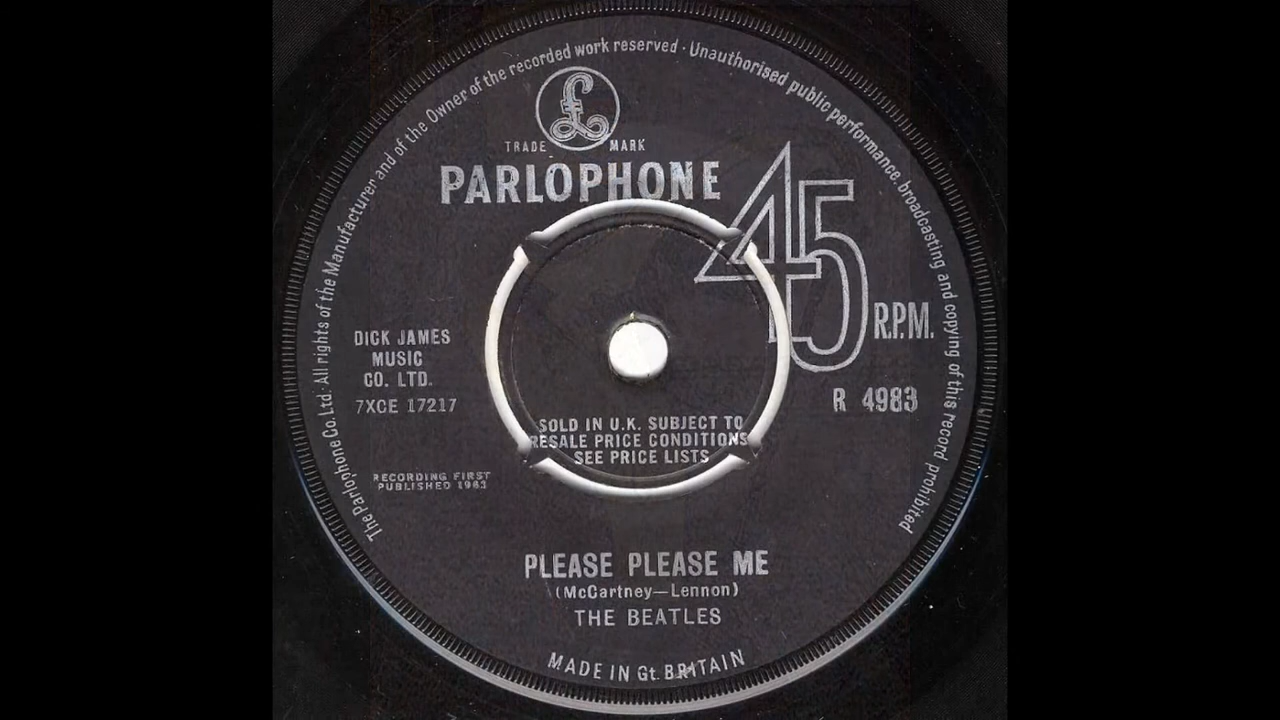 The Parlophone Co. Ltd. All rights of the Manufacturer and of the Owner of the recorded work reserved · Unauthorised public performance, broadcasting and copying of this record prohibited
£
TRADE MARK
PARLOPHONE
45
R.P.M.
DICK JAMES
MUSIC
CO. LTD.
7XCE 17217
R 4983
SOLD IN U.K. SUBJECT TO
RESALE PRICE CONDITIONS
SEE PRICE LISTS
RECORDING FIRST
PUBLISHED 1963
PLEASE PLEASE ME
(McCartney—Lennon)
THE BEATLES
MADE IN Gt. BRITAIN